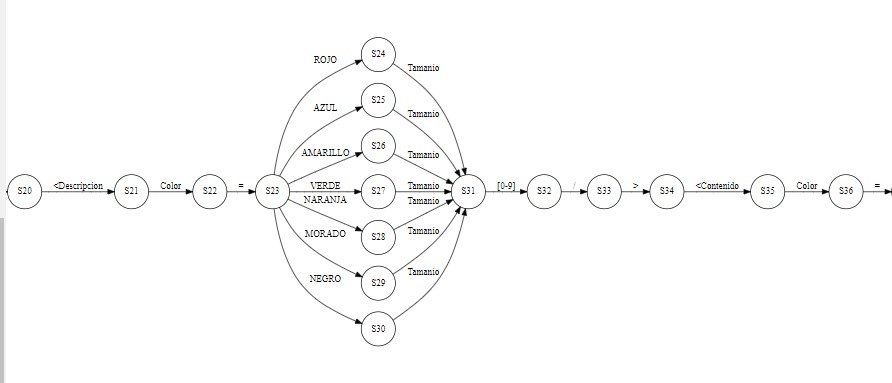 S20
<Descripcion
S21
Color
S22
=
S23
ROJO
AZUL
AMARILLO
VERDE
NARANJA
MORADO
NEGRO
S24
S25
S26
S27
S28
S29
S30
Tamanio
Tamanio
Tamanio
Tamanio
Tamanio
Tamanio
Tamanio
S31
[0-9]
S32
/
S33
>
S34
<Contenido
S35
Color
S36
=